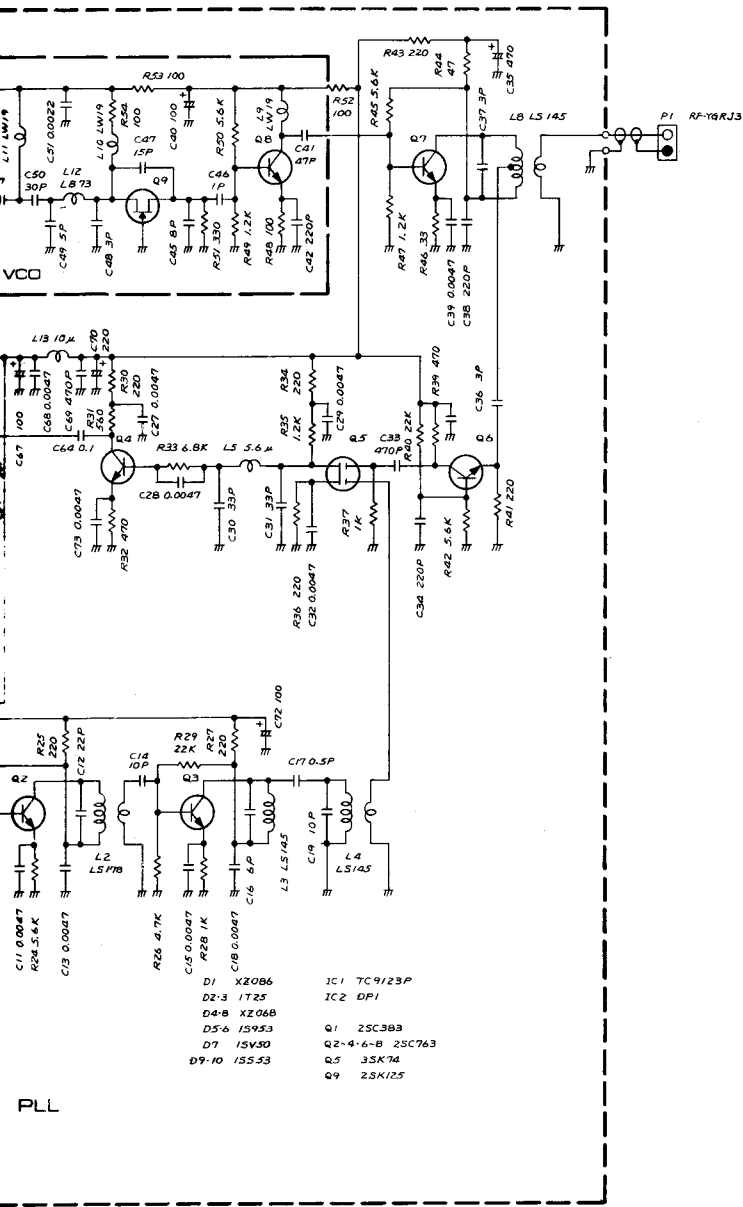 R43 220
R44
47
C35 470
R53 100
L11 LW19
C51 0.0022
L10 LW19
R54
100
C40 100
R50 5.6K
L9
LW19
R52
100
R45 5.6K
C37 3P
L8 LS145
P1 RF-YGRJ3
C47
15P
C41
47P
Q7
C50
30P
L12
LB73
Q9
C46
1P
C49 5P
C48 3P
C45 8P
R51 330
R49 1.2K
R48 100
C42 220P
R47 1.2K
R46 33
C39 0.0047
C38 220P
VCO
L13 10μ
C70
220
R30
220
C27 0.0047
R34
220
C29 0.0047
R39 470
C36 3P
C67
100
C68 0.0047
C69 470P
R31
560
R35
1.2K
R40 22K
C64 0.1
Q4
R33 6.8K
L5 5.6μ
Q5
C33
470P
Q6
C28 0.0047
C73 0.0047
R32 470
C30 33P
C31 33P
R37
1K
R41 220
R36 220
C32 0.0047
C34 220P
R42 5.6K
R25
220
C12 22P
C14
10P
R29
22K
R27
220
C72 100
Q2
Q3
C17 0.5P
L2
LS178
C16 6P
L3 LS145
C19 10P
L4
LS145
C11 0.0047
R24 5.6K
C13 0.0047
R26 4.7K
C15 0.0047
R28 1K
C18 0.0047
D1 XZ086
D2·3 1T25
D4·8 XZ068
D5·6 1S953
D7 1SV50
D9·10 1SS53
IC1 TC9123P
IC2 DP1
Q1 2SC383
Q2~4·6~8 2SC763
Q5 3SK74
Q9 2SK125
PLL